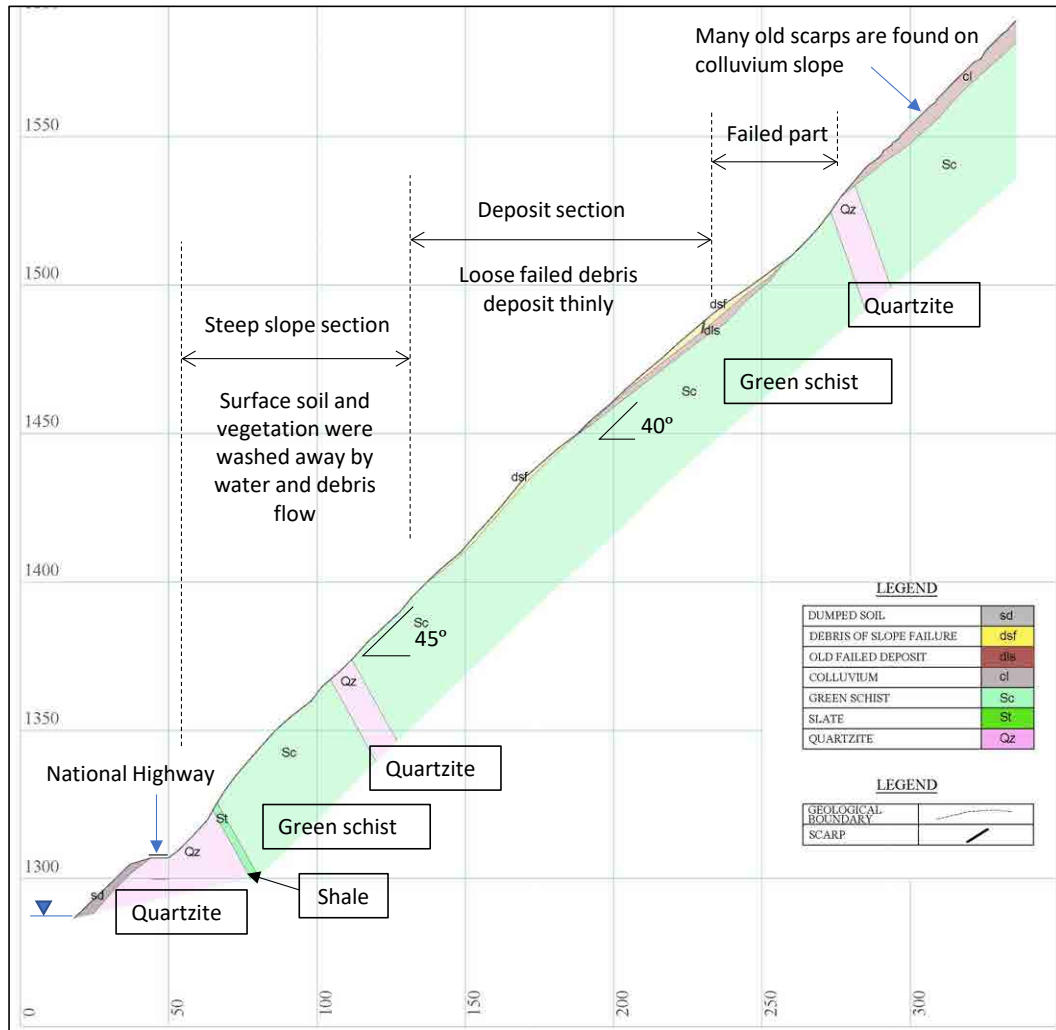 Many old scarps are found on
colluvium slope
cl
1550
Failed part
Sc
Deposit section
Qz
1500
Loose failed debris
deposit thinly
dsf
Quartzite
Steep slope section
dls
Green schist
Sc
1450
Surface soil and
vegetation were
washed away by
water and debris
flow
40º
dsf
1400
LEGEND
DUMPED SOIL sd
DEBRIS OF SLOPE FAILURE dsf
OLD FAILED DEPOSIT dls
COLLUVIUM cl
GREEN SCHIST Sc
SLATE St
QUARTZITE Qz
Sc
45º
Qz
1350
Sc
Quartzite
National Highway
LEGEND
GEOLOGICAL
BOUNDARY
SCARP
St
Green schist
Qz
1300
sd
Shale
Quartzite
0
50
100
150
200
250
300